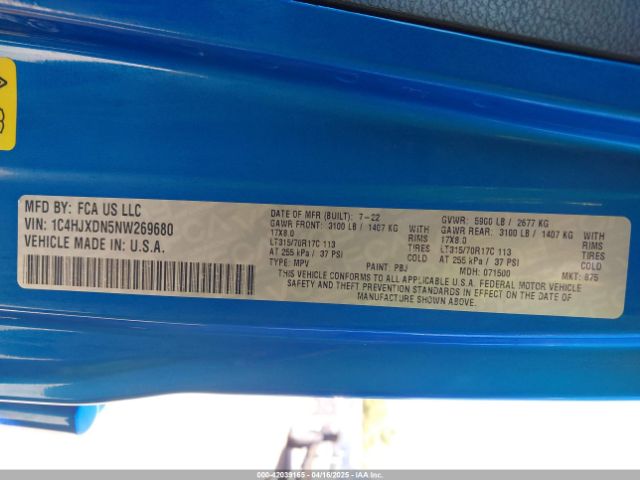 MFD BY: FCA US LLC
VIN: 1C4HJXDN5NW269680
VEHICLE MADE IN: U.S.A.
DATE OF MFR (BUILT): 7-22
GAWR FRONT: 3100 LB / 1407 KG WITH
17X8.0 RIMS
LT315/70R17C 113 TIRES
AT 255 kPa / 37 PSI COLD
TYPE: MPV PAINT: PBJ
GVWR: 5900 LB / 2677 KG
GAWR REAR: 3100 LB / 1407 KG WITH
17X8.0 RIMS
LT315/70R17C 113 TIRES
AT 255 kPa / 37 PSI COLD
MDH: 071500 MKT: 875
THIS VEHICLE CONFORMS TO ALL APPLICABLE U.S.A. FEDERAL MOTOR VEHICLE
SAFETY AND THEFT PREVENTION STANDARDS IN EFFECT ON THE DATE OF
MANUFACTURE SHOWN ABOVE.
000-42039165 - 04/16/2025 - IAA Vehicles